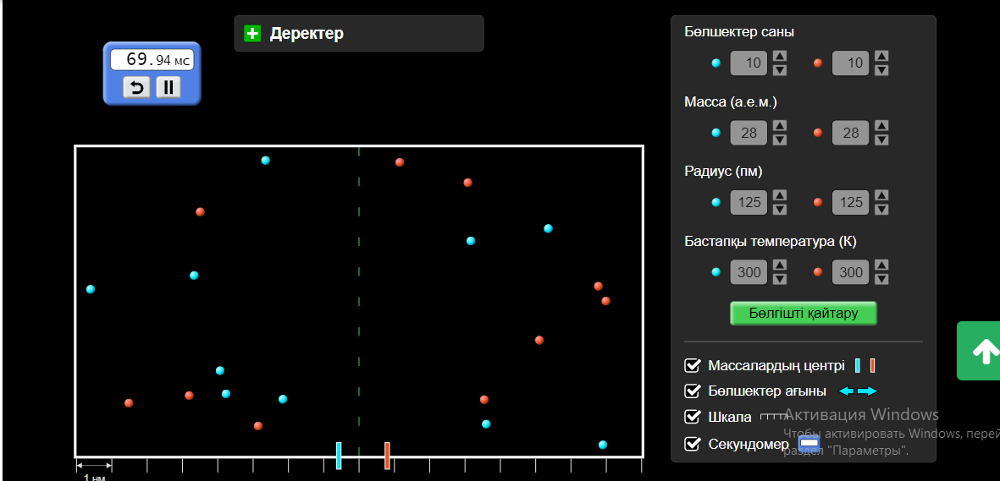 Деректер
69.94 мс
Бөлшектер саны
10 10
Масса (а.е.м.)
28 28
Радиус (пм)
125 125
Бастапқы температура (К)
300 300
Бөлгішті қайтару
Массалардың центрі
Бөлшектер ағыны
Шкала
Секундомер
Активация Windows
Чтобы активировать Windows, перей
раздел "Параметры".
1 нм